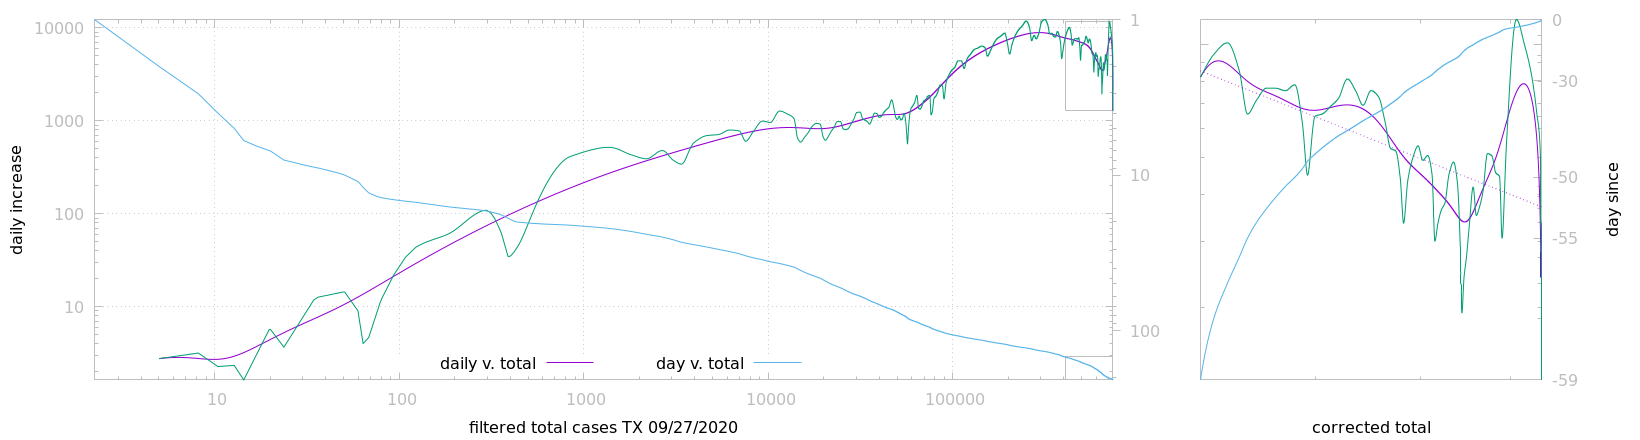 10000
1000
100
10
daily increase
10
100
1000
10000
100000
filtered total cases TX 09/27/2020
daily v. total
day v. total
1
10
100
0
-30
-50
-55
-59
day since
corrected total